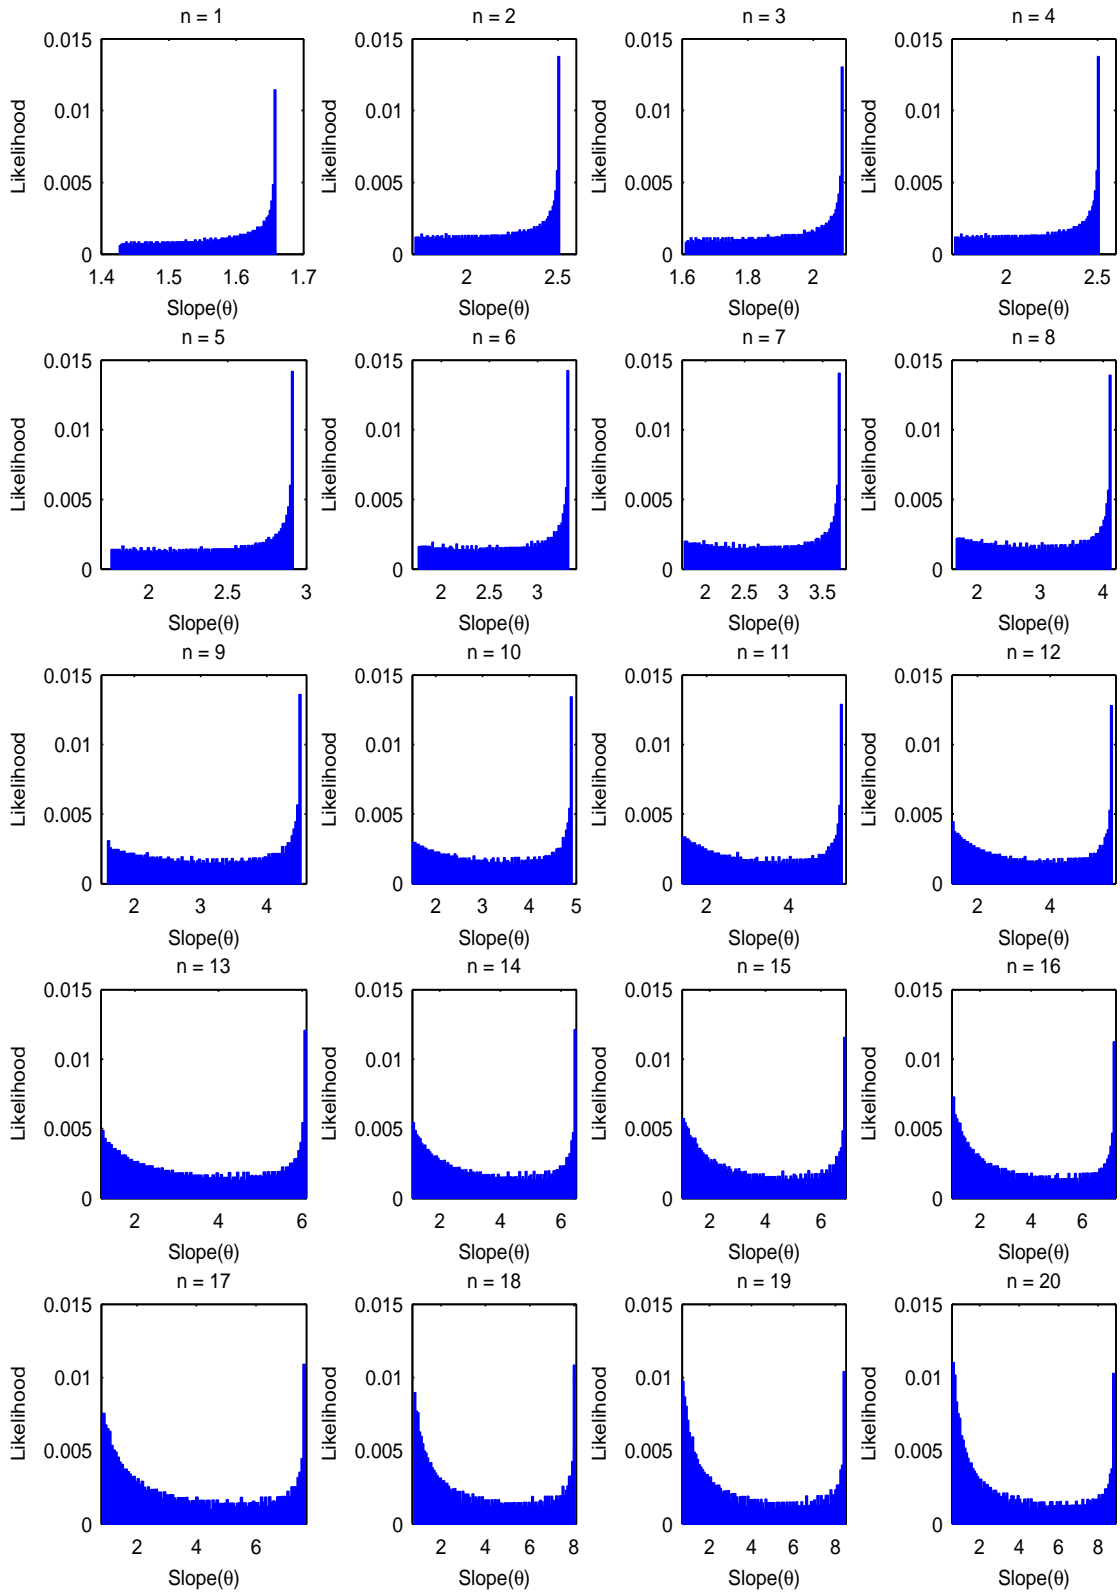 n = 1
n = 2
n = 3
n = 4
0.015
0.01
0.005
0
Likelihood
1.4
1.5
1.6
1.7
Slope(θ)
0.015
0.01
0.005
0
Likelihood
2
2.5
Slope(θ)
0.015
0.01
0.005
0
Likelihood
1.6
1.8
2
Slope(θ)
0.015
0.01
0.005
0
Likelihood
2
2.5
Slope(θ)
n = 5
n = 6
n = 7
n = 8
0.015
0.01
0.005
0
Likelihood
2
2.5
3
Slope(θ)
0.015
0.01
0.005
0
Likelihood
2
2.5
3
Slope(θ)
0.015
0.01
0.005
0
Likelihood
2
2.5
3
3.5
Slope(θ)
0.015
0.01
0.005
0
Likelihood
2
3
4
Slope(θ)
n = 9
n = 10
n = 11
n = 12
0.015
0.01
0.005
0
Likelihood
2
3
4
Slope(θ)
0.015
0.01
0.005
0
Likelihood
2
3
4
5
Slope(θ)
0.015
0.01
0.005
0
Likelihood
2
4
Slope(θ)
0.015
0.01
0.005
0
Likelihood
2
4
Slope(θ)
n = 13
n = 14
n = 15
n = 16
0.015
0.01
0.005
0
Likelihood
2
4
6
Slope(θ)
0.015
0.01
0.005
0
Likelihood
2
4
6
Slope(θ)
0.015
0.01
0.005
0
Likelihood
2
4
6
Slope(θ)
0.015
0.01
0.005
0
Likelihood
2
4
6
Slope(θ)
n = 17
n = 18
n = 19
n = 20
0.015
0.01
0.005
0
Likelihood
2
4
6
Slope(θ)
0.015
0.01
0.005
0
Likelihood
2
4
6
8
Slope(θ)
0.015
0.01
0.005
0
Likelihood
2
4
6
8
Slope(θ)
0.015
0.01
0.005
0
Likelihood
2
4
6
8
Slope(θ)